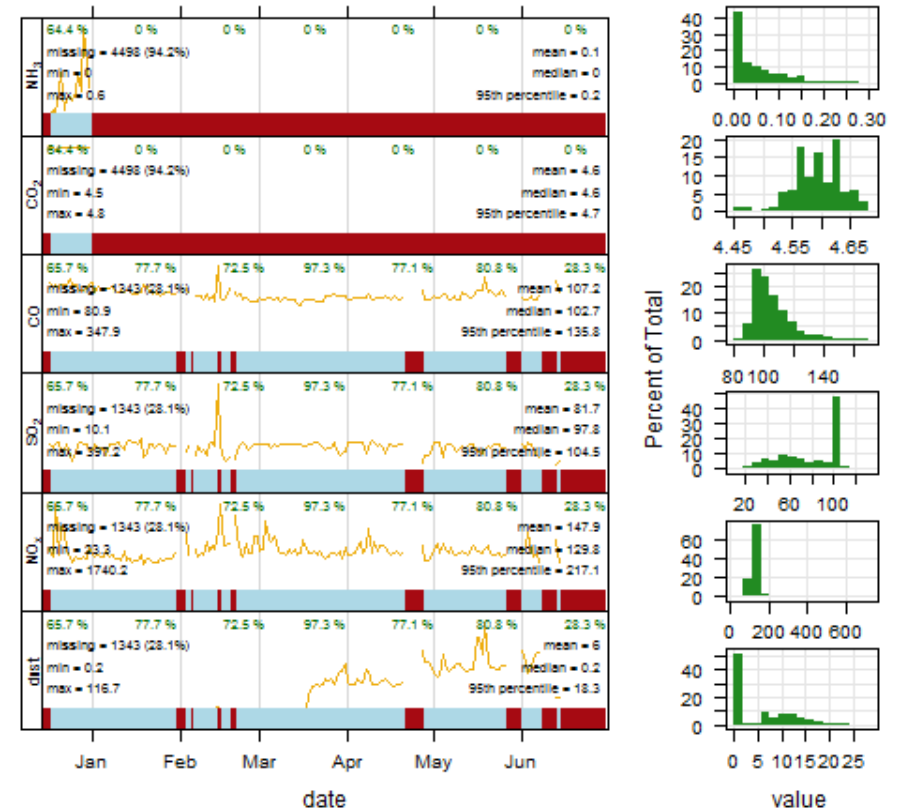 64.4 % 0 % 0 % 0 % 0 % 0 % 0 %
NH3
missing = 4498 (94.2%) mean = 0.1
min = 0 median = 0
max = 0.6 95th percentile = 0.2
64.4 % 0 % 0 % 0 % 0 % 0 % 0 %
CO2
missing = 4498 (94.2%) mean = 4.6
min = 4.5 median = 4.6
max = 4.8 95th percentile = 4.7
65.7 % 77.7 % 72.5 % 97.3 % 77.1 % 80.8 % 28.3 %
CO
missing = 1343 (28.1%) mean = 107.2
min = 80.9 median = 102.7
max = 347.9 95th percentile = 135.8
65.7 % 77.7 % 72.5 % 97.3 % 77.1 % 80.8 % 28.3 %
SO2
missing = 1343 (28.1%) mean = 81.7
min = 10.1 median = 97.8
max = 397.2 95th percentile = 104.5
65.7 % 77.7 % 72.5 % 97.3 % 77.1 % 80.8 % 28.3 %
NOx
missing = 1343 (28.1%) mean = 147.9
min = 23.3 median = 129.8
max = 1740.2 95th percentile = 217.1
65.7 % 77.7 % 72.5 % 97.3 % 77.1 % 80.8 % 28.3 %
dist
missing = 1343 (28.1%) mean = 6
min = 0.2 median = 0.2
max = 116.7 95th percentile = 18.3
Jan Feb Mar Apr May Jun
date
Percent of Total
40
30
20
10
0
0.00 0.10 0.20 0.30
20
15
10
5
0
4.45 4.55 4.65
20
10
0
80 100 140
40
30
20
10
0
20 60 100
60
40
20
0
0 200 400 600
40
20
0
0 5 10 15 20 25
value